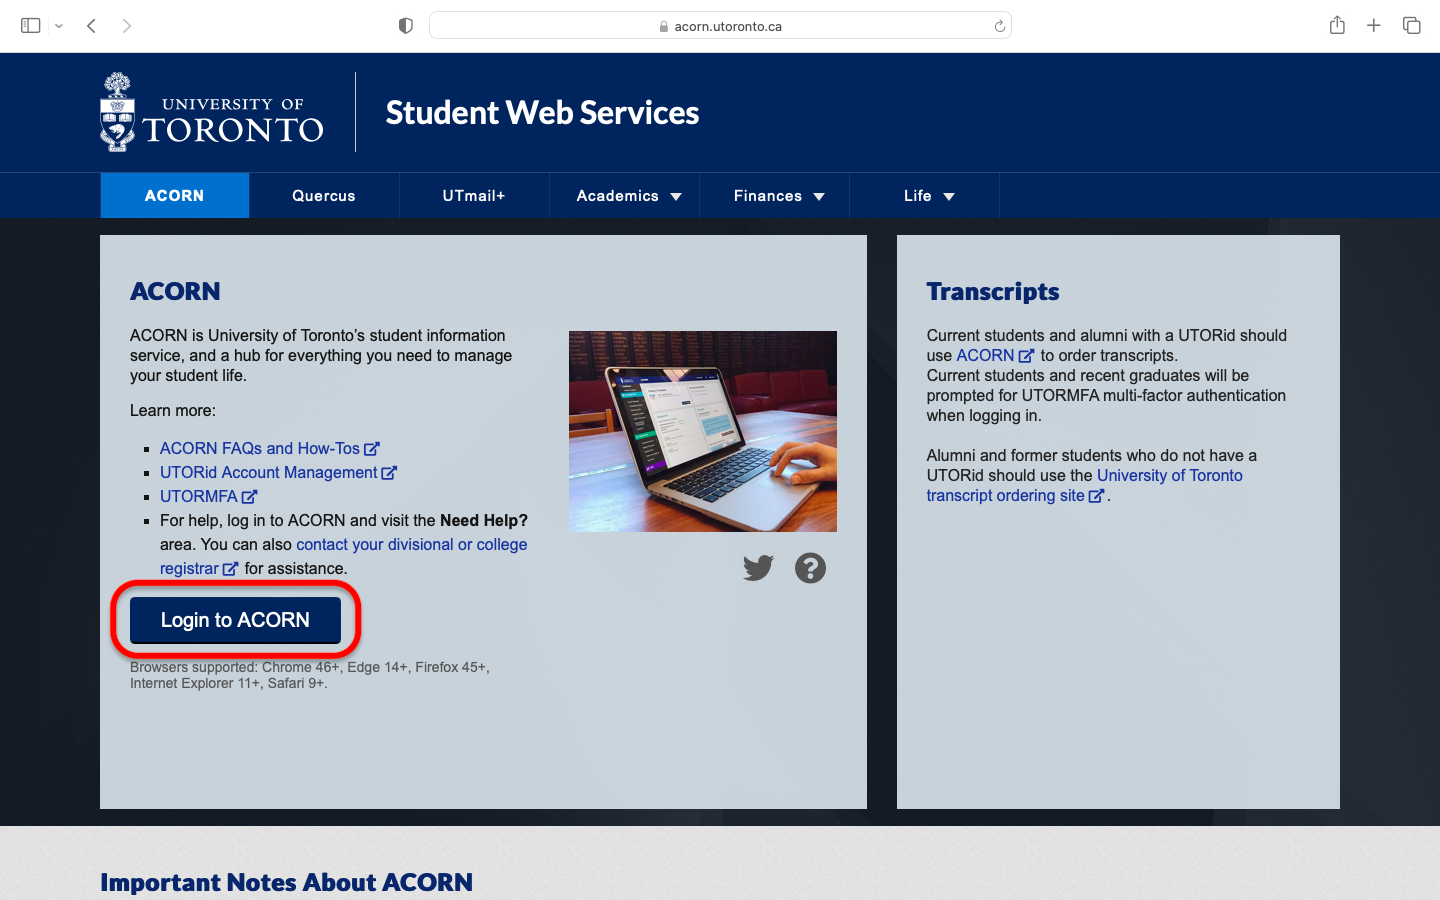 acorn.utoronto.ca
UNIVERSITY OF
TORONTO
Student Web Services
ACORN
Quercus
UTmail+
Academics
Finances
Life
ACORN
ACORN is University of Toronto's student information
service, and a hub for everything you need to manage
your student life.
Learn more:
ACORN FAQs and How-Tos
UTORid Account Management
UTORMFA
For help, log in to ACORN and visit the Need Help?
area. You can also contact your divisional or college
registrar for assistance.
Login to ACORN
Browsers supported: Chrome 46+, Edge 14+, Firefox 45+,
Internet Explorer 11+, Safari 9+.
Transcripts
Current students and alumni with a UTORid should
use ACORN to order transcripts.
Current students and recent graduates will be
prompted for UTORMFA multi-factor authentication
when logging in.
Alumni and former students who do not have a
UTORid should use the University of Toronto
transcript ordering site.
Important Notes About ACORN